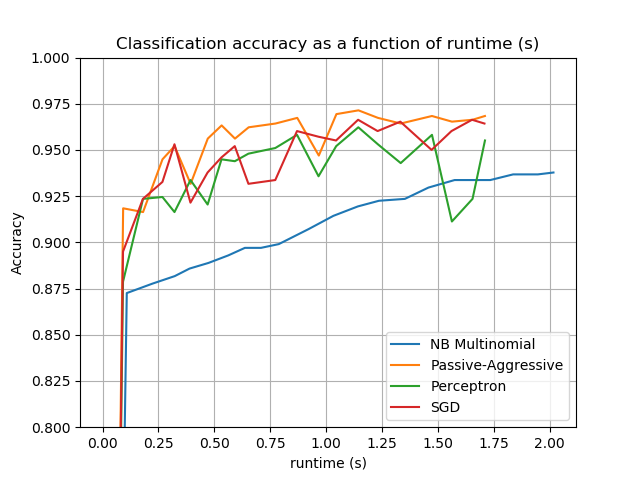 Classification accuracy as a function of runtime (s)
1.000
0.975
0.950
0.925
0.900
0.875
0.850
0.825
0.800
Accuracy
NB Multinomial
Passive-Aggressive
Perceptron
SGD
0.00 0.25 0.50 0.75 1.00 1.25 1.50 1.75 2.00
runtime (s)